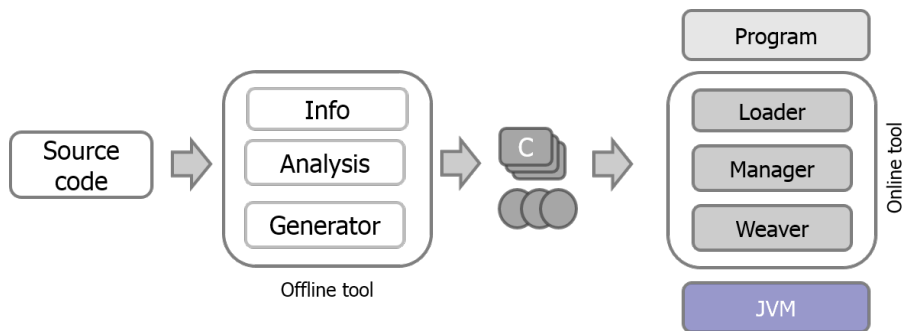 Source
code
Info
Analysis
Generator
Offline tool
C
Program
Loader
Manager
Weaver
Online tool
JVM